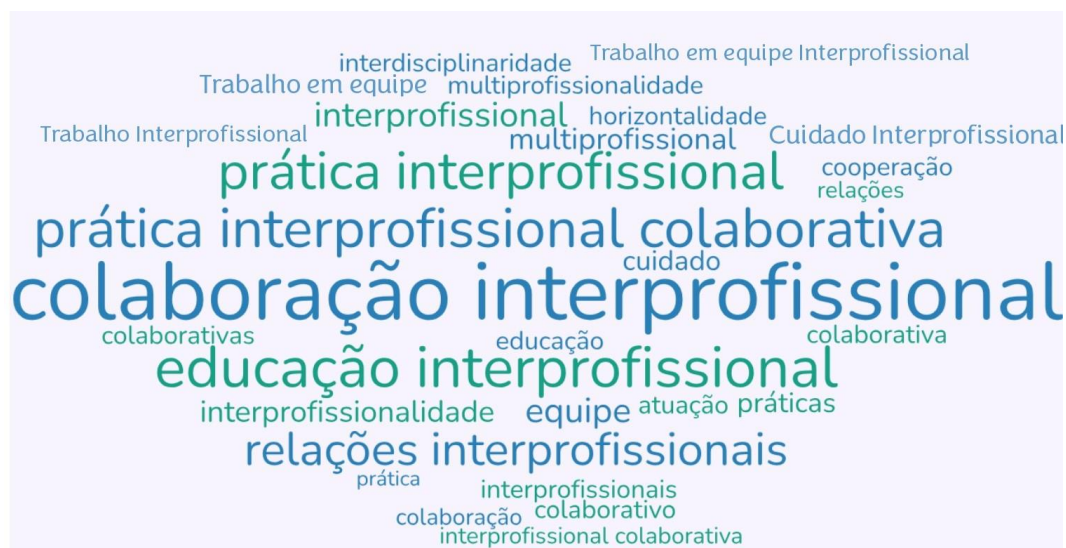 Trabalho em equipe Interprofissional
interdisciplinaridade
Trabalho em equipe multiprofissionalidade
interprofissional horizontalidade
Trabalho Interprofissional multiprofissional Cuidado Interprofissional
prática interprofissional cooperação
relações
prática interprofissional colaborativa
cuidado
colaboração interprofissional
colaborativas educação colaborativa
educação interprofissional
interprofissionalidade equipe atuação práticas
relações interprofissionais
prática
interprofissionais
colaboração colaborativo
interprofissional colaborativa